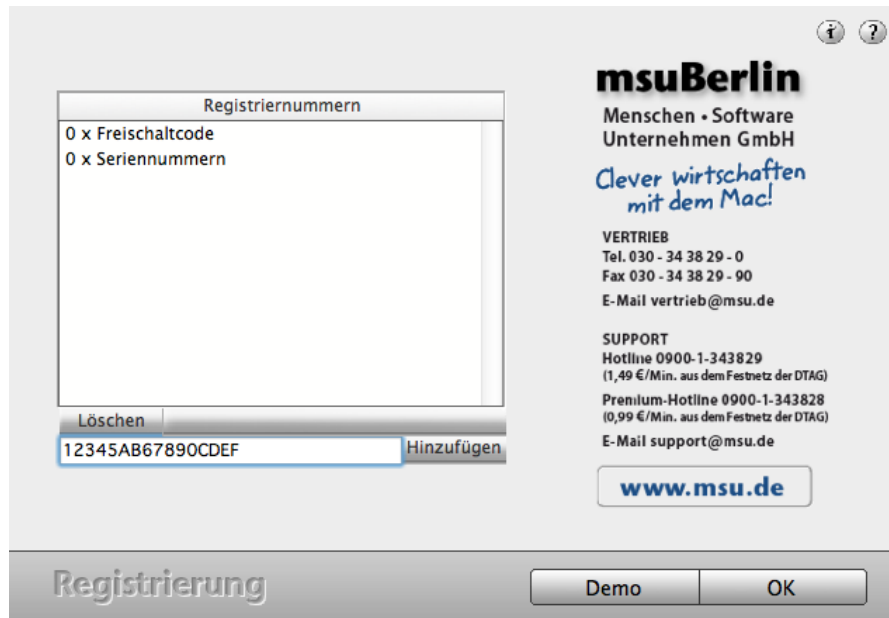 Registriernummern
0 x Freischaltcode
0 x Seriennummern
Löschen
12345AB67890CDEF
Hinzufügen
i ?
msuBerlin
Menschen • Software
Unternehmen GmbH
Clever wirtschaften
mit dem Mac!
VERTRIEB
Tel. 030 - 34 38 29 - 0
Fax 030 - 34 38 29 - 90
E-Mail vertrieb@msu.de
SUPPORT
Hotline 0900-1-343829
(1,49 €/Min. aus dem Festnetz der DTAG)
Premium-Hotline 0900-1-343828
(0,99 €/Min. aus dem Festnetz der DTAG)
E-Mail support@msu.de
www.msu.de
Registrierung
Demo
OK